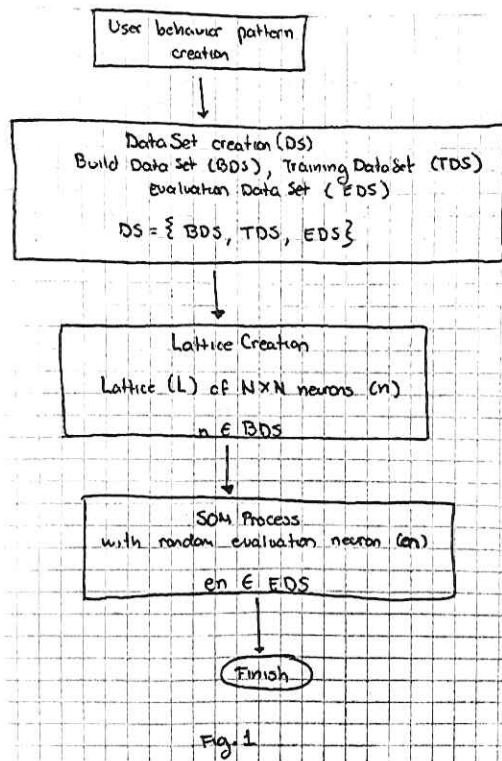 User behavior pattern
creation
Data Set creation (DS)
Build Data Set (BDS), Training DataSet (TDS)
evaluation Data Set (EDS)
DS = { BDS, TDS, EDS}
Lattice Creation
Lattice (L) of N×N neurons (n)
n ∈ BDS
SOM Process
with random evaluation neuron (en)
en ∈ EDS
Finish
Fig. 1